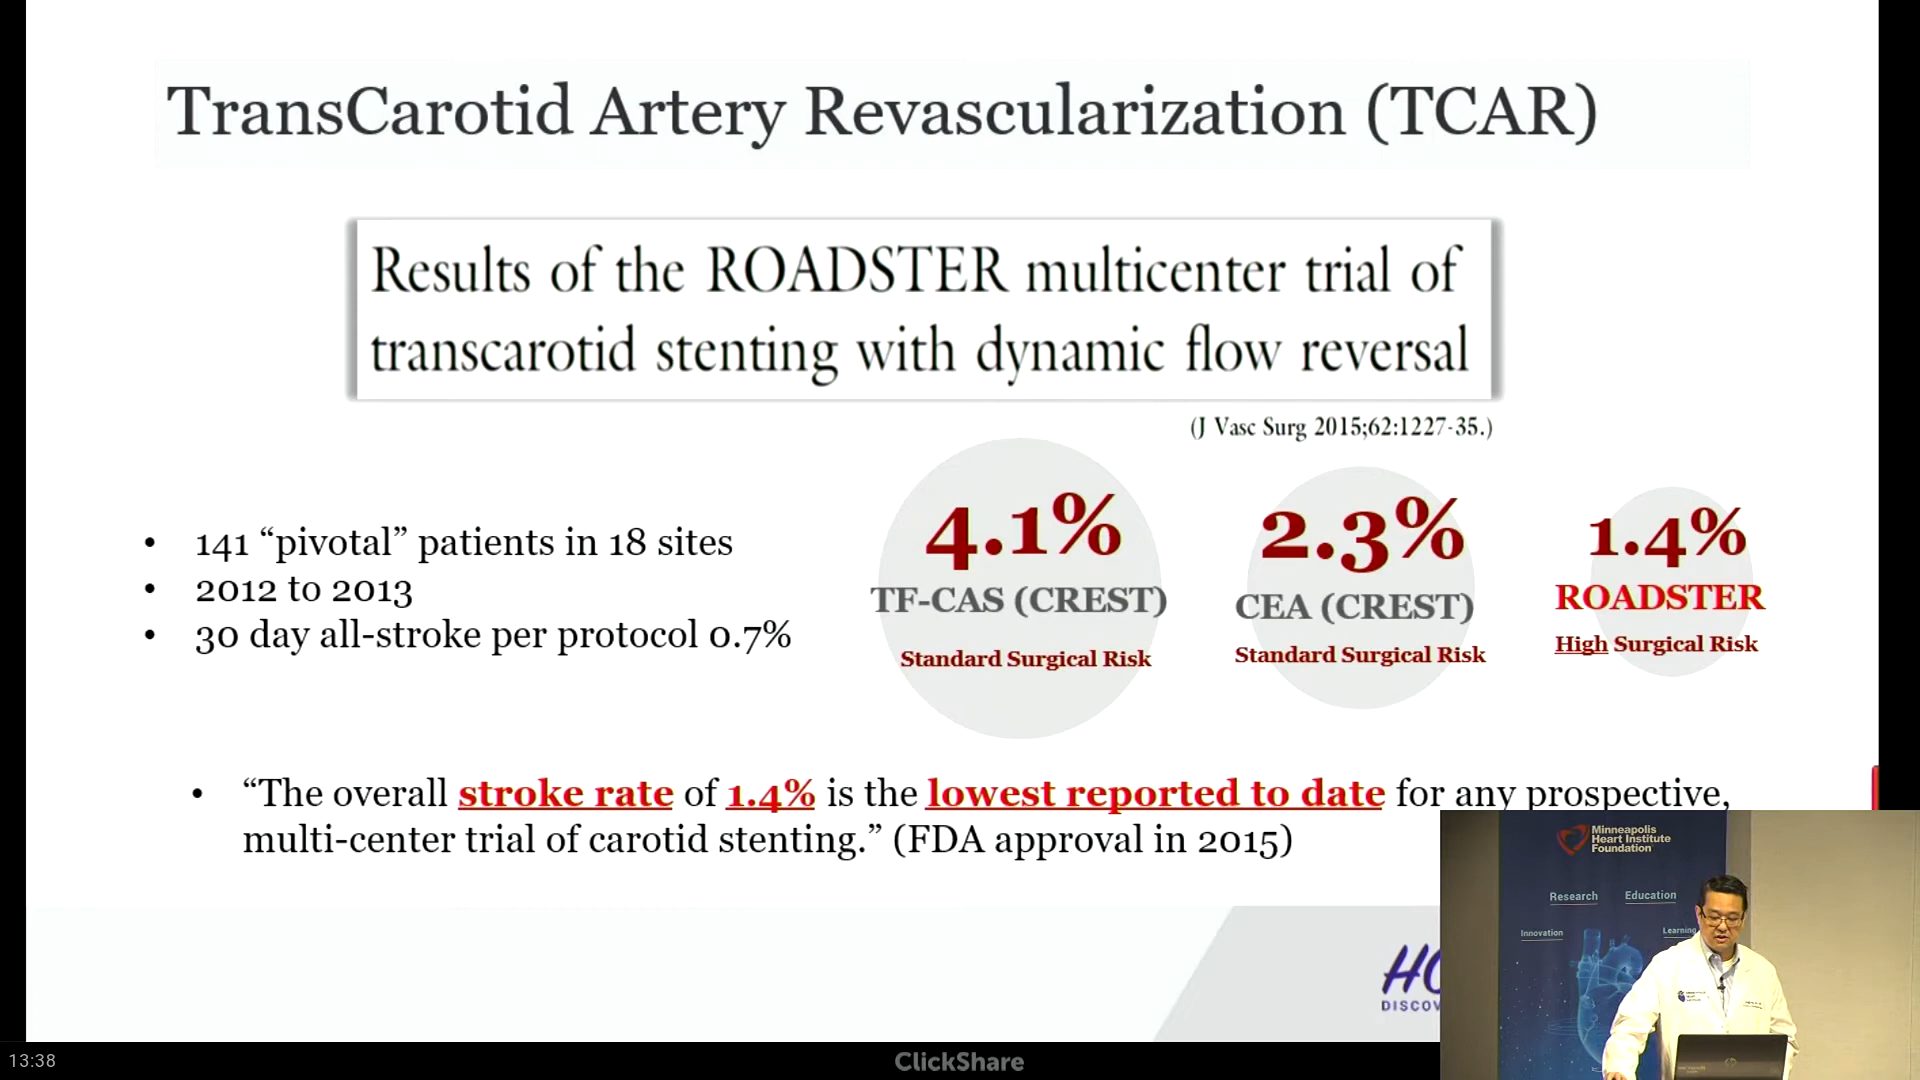 TransCarotid Artery Revascularization (TCAR)
Results of the ROADSTER multicenter trial of
transcarotid stenting with dynamic flow reversal
(J Vasc Surg 2015;62:1227-35.)
• 141 “pivotal” patients in 18 sites
• 2012 to 2013
• 30 day all-stroke per protocol 0.7%
4.1%
TF-CAS (CREST)
Standard Surgical Risk
2.3%
CEA (CREST)
Standard Surgical Risk
1.4%
ROADSTER
High Surgical Risk
• “The overall stroke rate of 1.4% is the lowest reported to date for any prospective,
multi-center trial of carotid stenting.” (FDA approval in 2015)
Minneapolis
Heart Institute
Foundation
Research Education
Innovation Learning
13:38
ClickShare